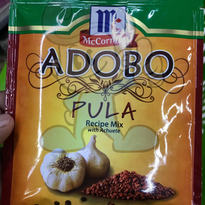 McCormick
ADOBO
PULA
Recipe Mix
with Achuete